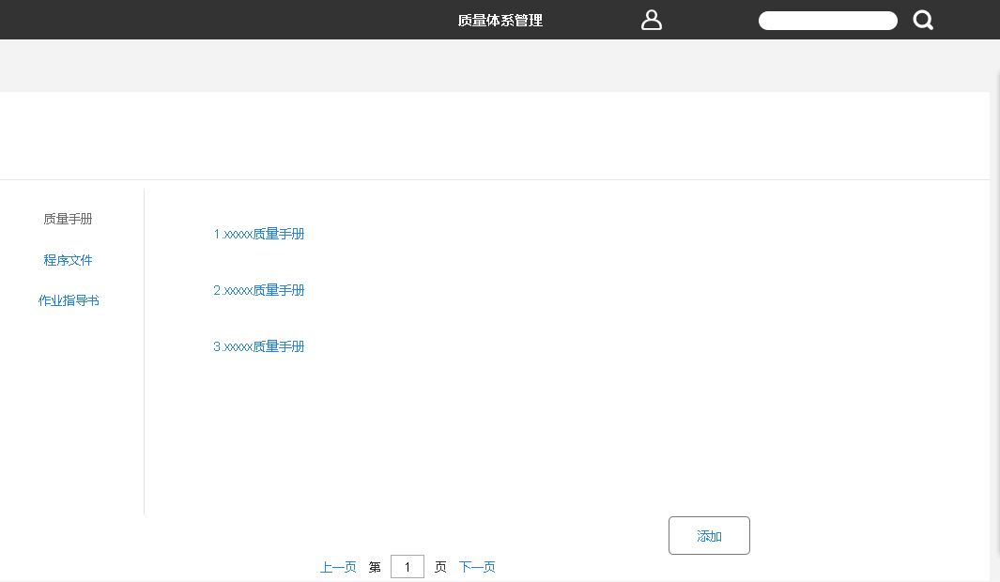 质量体系管理
质量手册
程序文件
作业指导书
1.xxxxx质量手册
2.xxxxx质量手册
3.xxxxx质量手册
添加
上一页 第 1 页 下一页